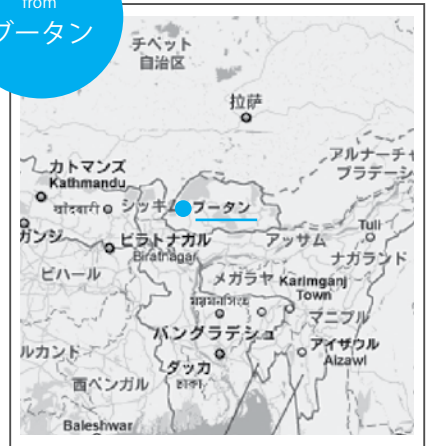 from
ブータン
チベット
自治区
拉萨
アルナーチャ
プラデーシ
カトマンズ
Kathmandu
シッキム
ブータン
Tuli
ガンジ
ビラトナガル
Biratnagar
アッサム
ナガランド
ビハール
メガラヤ
Karimganj
Town
マニプル
バングラデシュ
ルカンド
アイザウル
Aizawl
ダッカ
ঢাকা
西ベンガル
Baleshwar